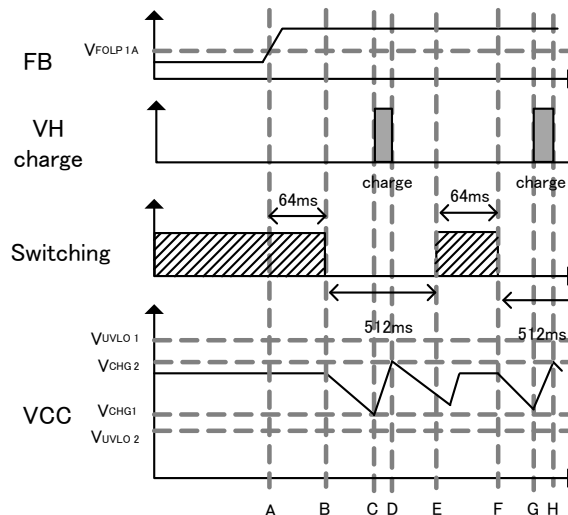 VFOLP1A
FB
VH
charge
charge
charge
64ms
64ms
Switching
512ms
512ms
VUVLO1
VCHG2
VCC
VCHG1
VUVLO2
A B C D E F G H